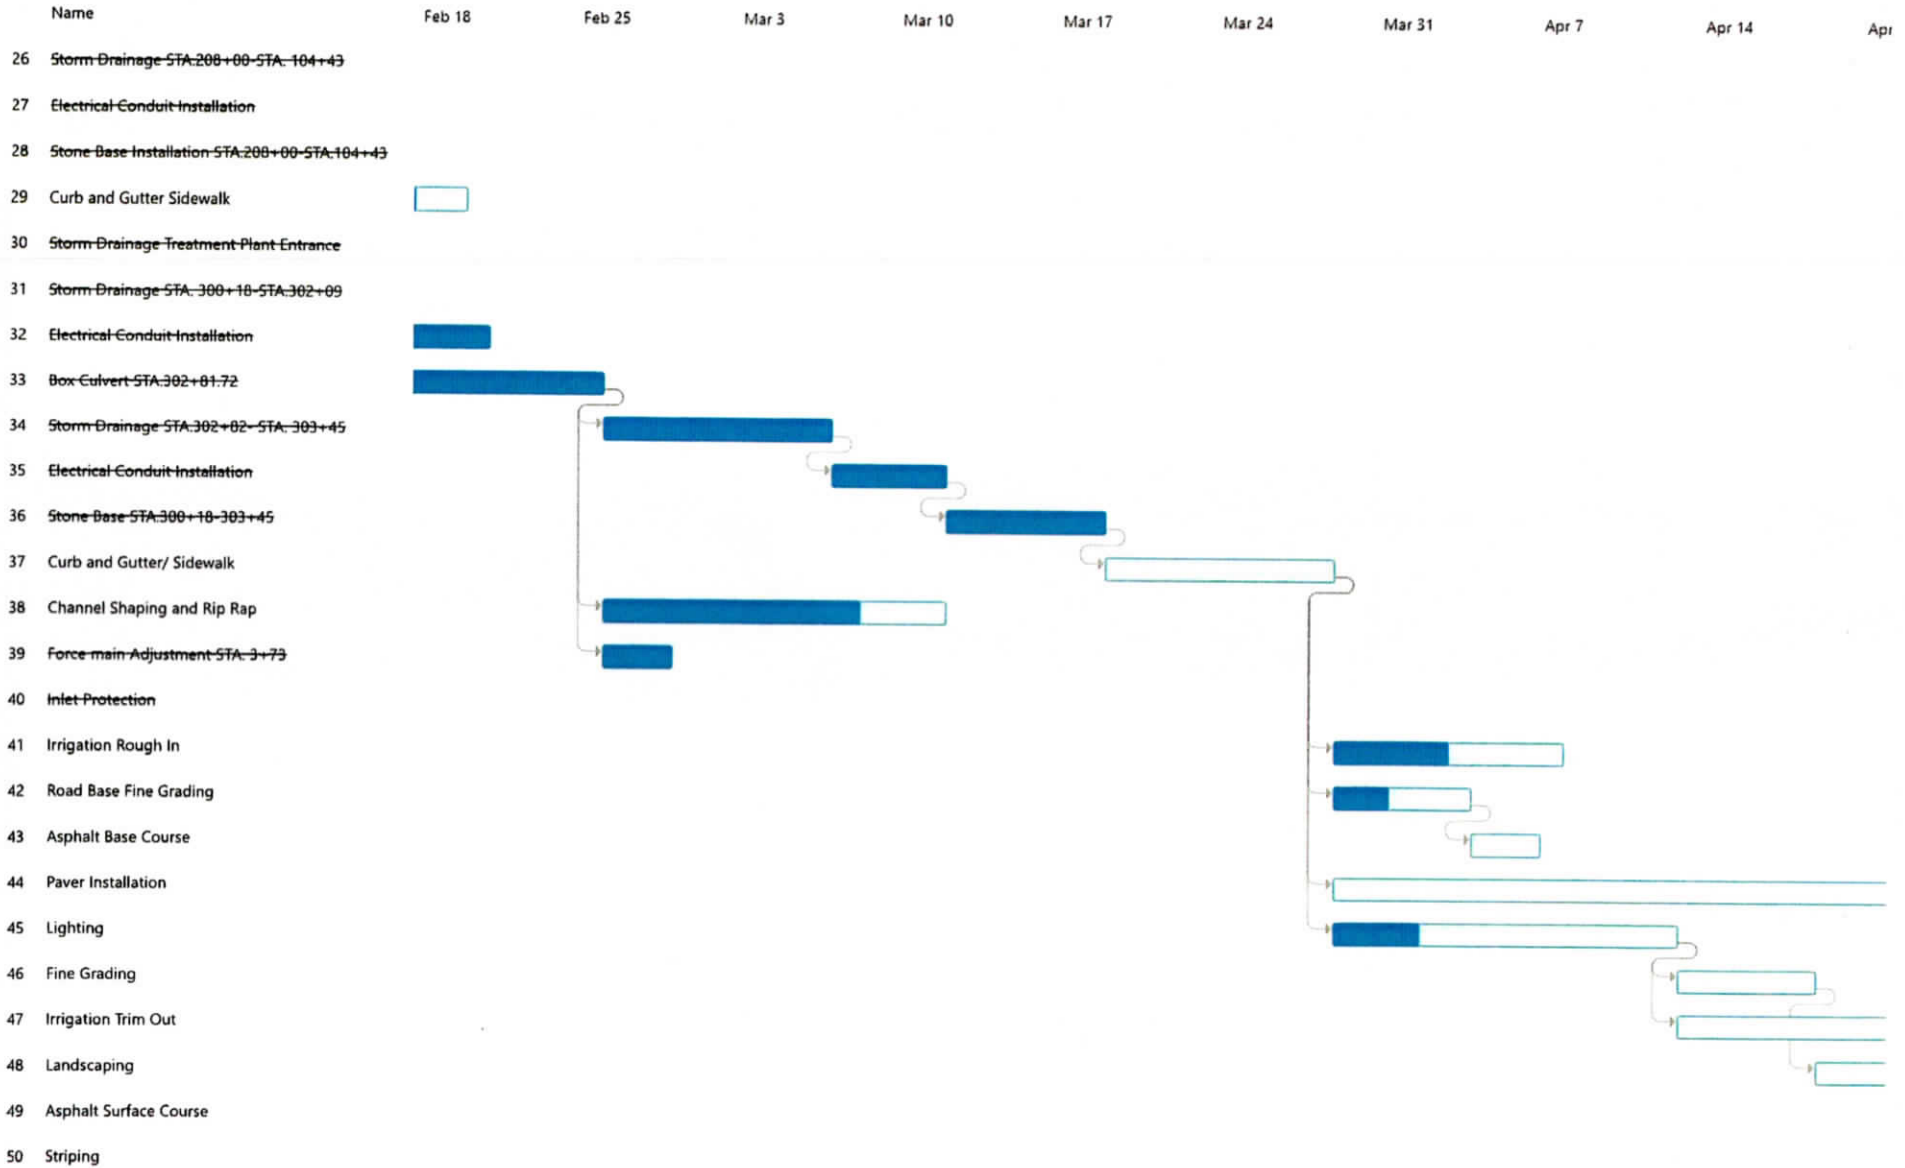 Name Feb 18 Feb 25 Mar 3 Mar 10 Mar 17 Mar 24 Mar 31 Apr 7 Apr 14 Apr
26 Storm Drainage STA.208+00-STA. 104+43
27 Electrical Conduit Installation
28 Stone Base Installation STA.208+00-STA.104+43
29 Curb and Gutter Sidewalk
30 Storm Drainage Treatment Plant Entrance
31 Storm Drainage STA. 300+18-STA.302+09
32 Electrical Conduit Installation
33 Box Culvert STA.302+81.72
34 Storm Drainage STA.302+82- STA. 303+45
35 Electrical Conduit Installation
36 Stone Base STA.300+18-303+45
37 Curb and Gutter/ Sidewalk
38 Channel Shaping and Rip Rap
39 Force main Adjustment STA. 3+73
40 Inlet Protection
41 Irrigation Rough In
42 Road Base Fine Grading
43 Asphalt Base Course
44 Paver Installation
45 Lighting
46 Fine Grading
47 Irrigation Trim Out
48 Landscaping
49 Asphalt Surface Course
50 Striping